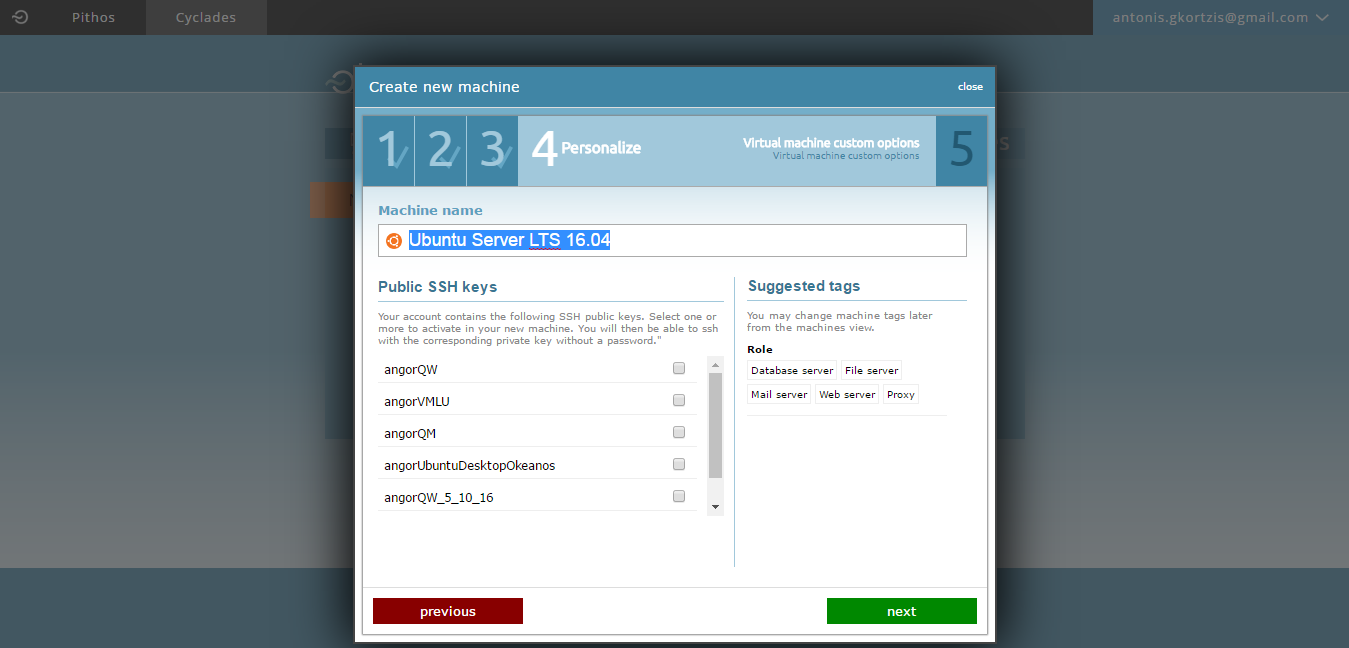 Pithos
Cyclades
antonis.gkortzis@gmail.com
Create new machine
close
1
2
3
4 Personalize
Virtual machine custom options
Virtual machine custom options
5
Machine name
Ubuntu Server LTS 16.04
Public SSH keys
Your account contains the following SSH public keys. Select one or
more to activate in your new machine. You will then be able to ssh
with the corresponding private key without a password."
angorQW
angorVMLU
angorQM
angorUbuntuDesktopOkeanos
angorQW_5_10_16
Suggested tags
You may change machine tags later
from the machines view.
Role
Database server
File server
Mail server
Web server
Proxy
previous
next